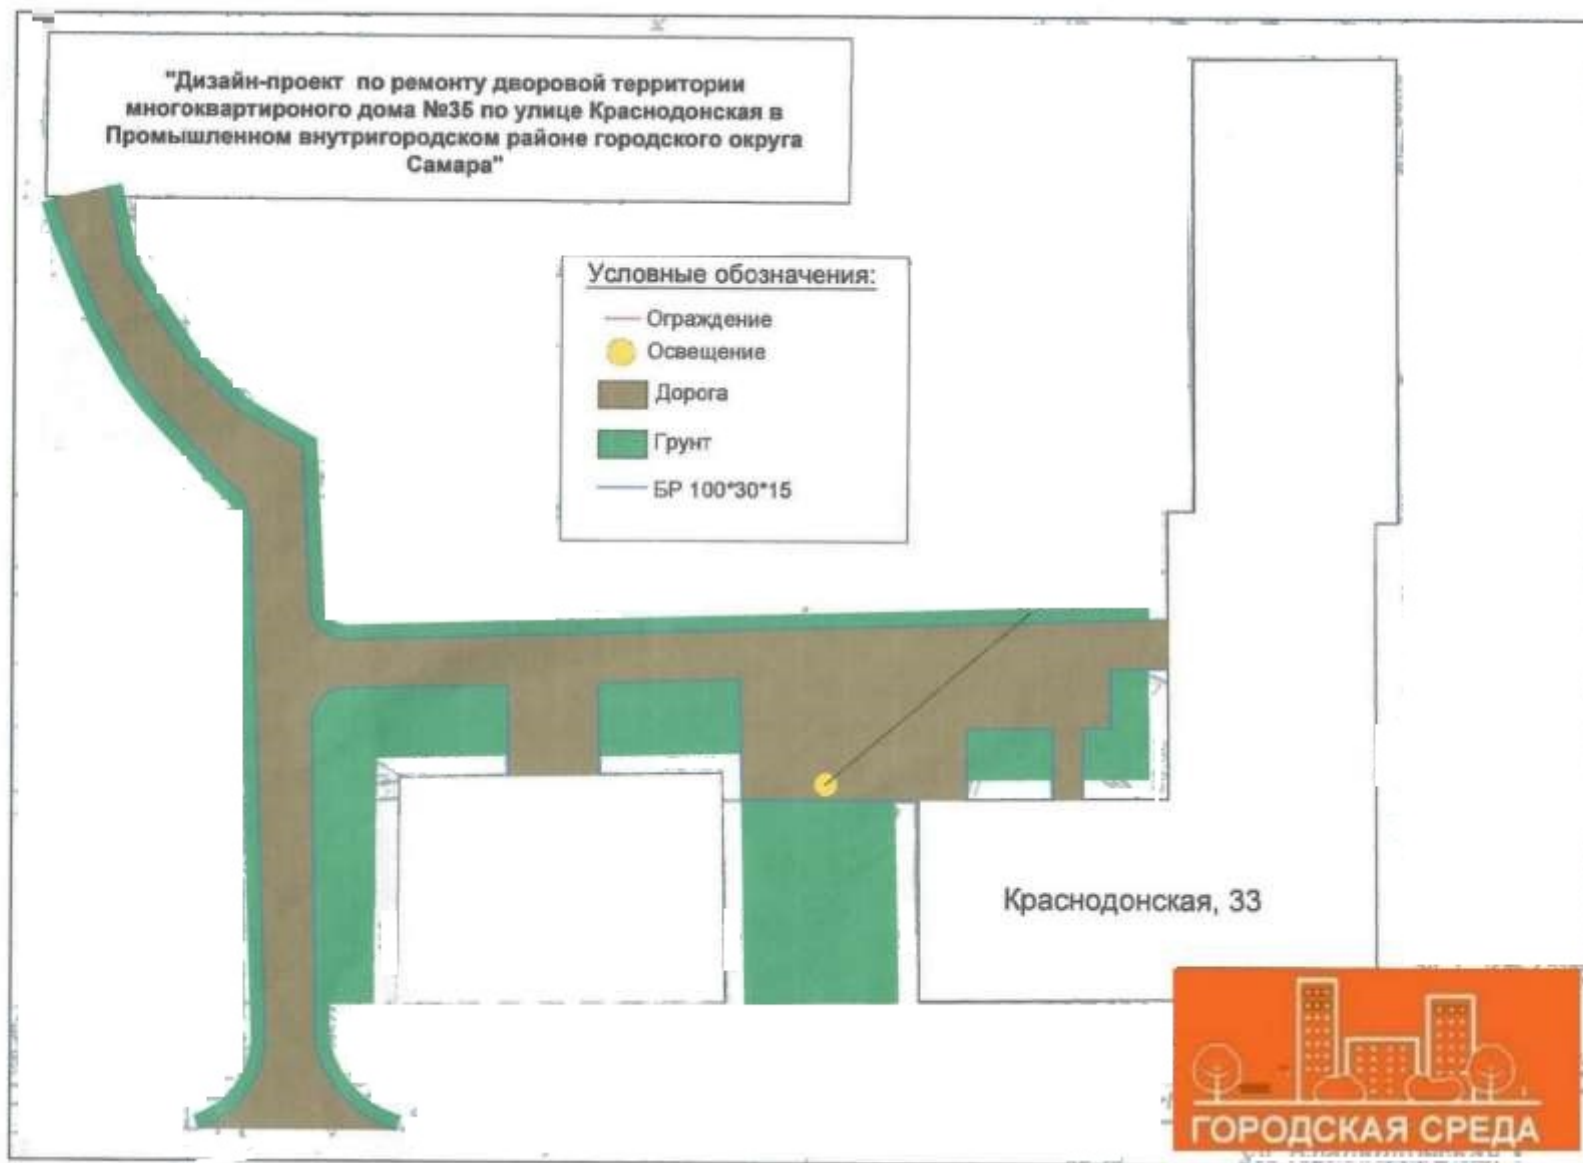 "Дизайн-проект по ремонту дворовой территории
многоквартироного дома №35 по улице Краснодонская в
Промышленном внутригородском районе городского округа
Самара"
Условные обозначения:
Ограждение
Освещение
Дорога
Грунт
БР 100*30*15
Краснодонская, 33
ГОРОДСКАЯ СРЕДА